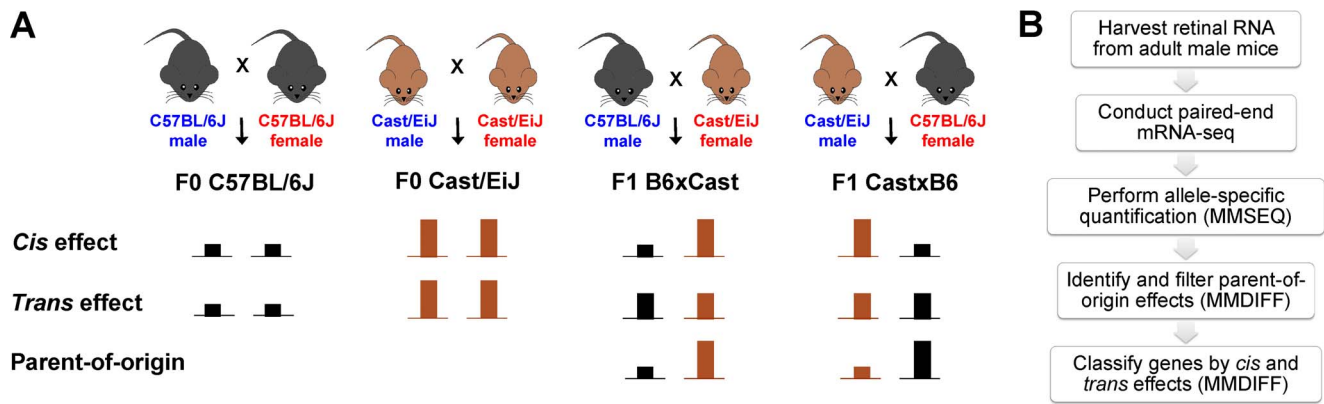 A
X
X
X
X
C57BL/6J
male
C57BL/6J
female
Cast/EiJ
male
Cast/EiJ
female
C57BL/6J
male
Cast/EiJ
female
Cast/EiJ
male
C57BL/6J
female
F0 C57BL/6J
F0 Cast/EiJ
F1 B6xCast
F1 CastxB6
Cis effect
Trans effect
Parent-of-origin
B
Harvest retinal RNA
from adult male mice
Conduct paired-end
mRNA-seq
Perform allele-specific
quantification (MMSEQ)
Identify and filter parent-of-
origin effects (MMDIFF)
Classify genes by cis and
trans effects (MMDIFF)